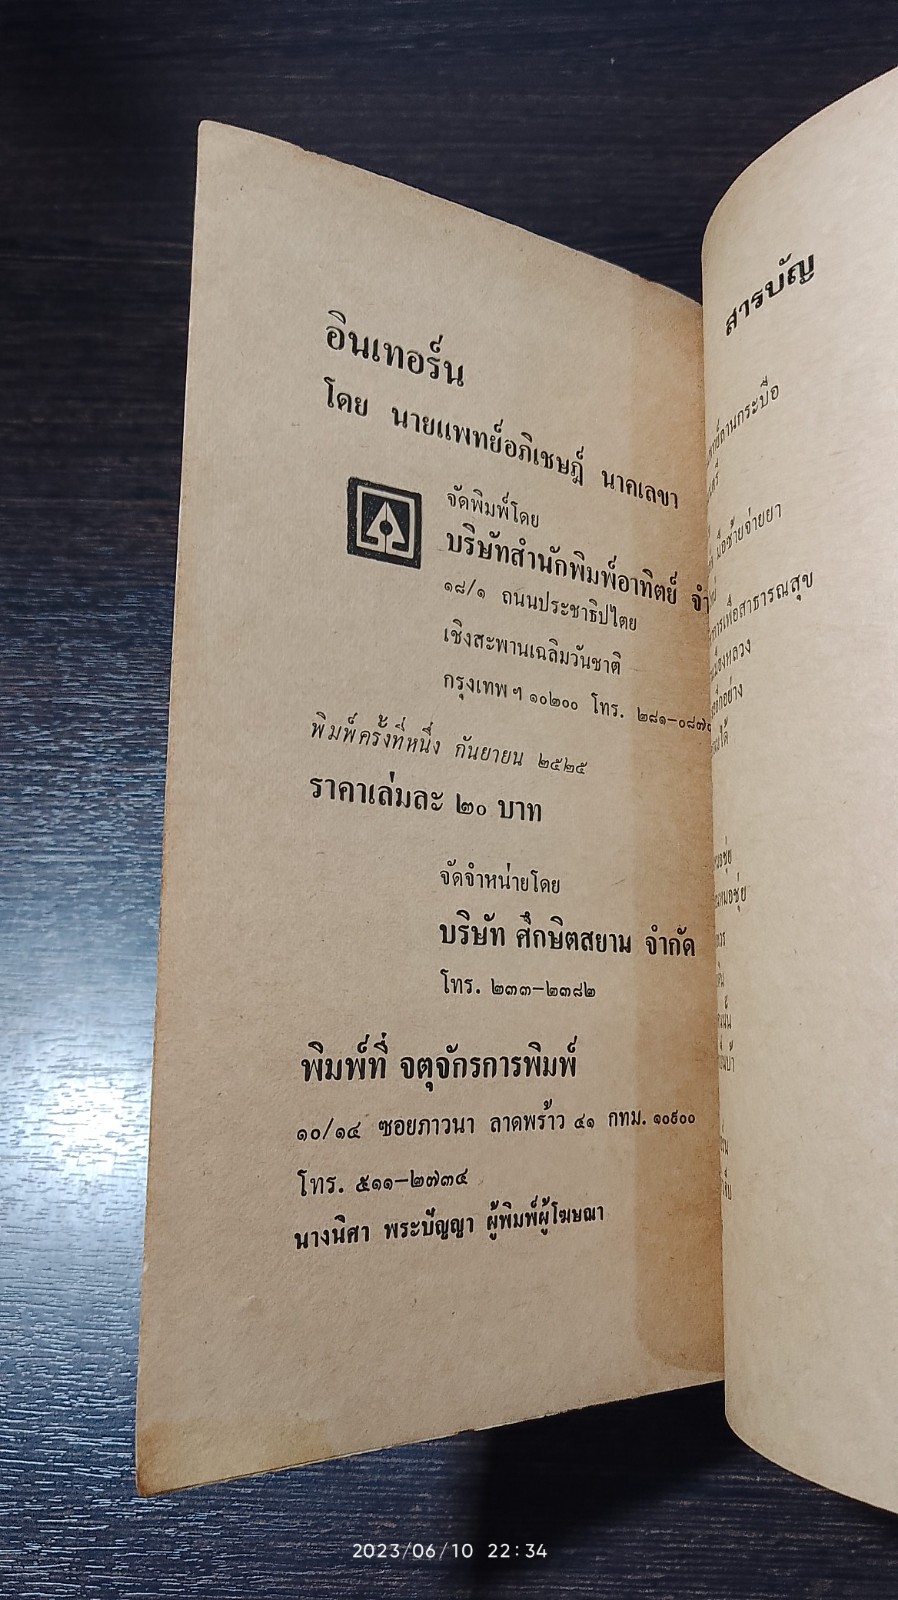 อินเทอร์น
โดย นายแพทย์อภิเชษฎ์ นาคเลขา
จัดพิมพ์โดย
บริษัทสำนักพิมพ์อาทิตย์
๑๘/๑ ถนนประชาธิปไตย
เชิงสะพานเฉลิมวันชาติ
กรุงเทพฯ ๑๐๒๐๐ โทร.
พิมพ์ครั้งที่หนึ่ง กันยายน ๒๕๒๕
ราคาเล่มละ ๒๐ บาท
จัดจำหน่ายโดย
บริษัท ศึกษิตสยาม จำกัด
โทร. ๒๓๓-๒๓๘๒
พิมพ์ที่ จตุจักรการพิมพ์
๑๐/๑๔ ซอยภาวนา ลาดพร้าว ๔๑ กทม. ๑๐๙๐๐
โทร. ๕๑๑-๒๗๓๔
นางนิศา พระปัญญา ผู้พิมพ์ผู้โฆษณา
สารบัญ
มือซ้ายจ่ายยา
2023/06/10 22:34